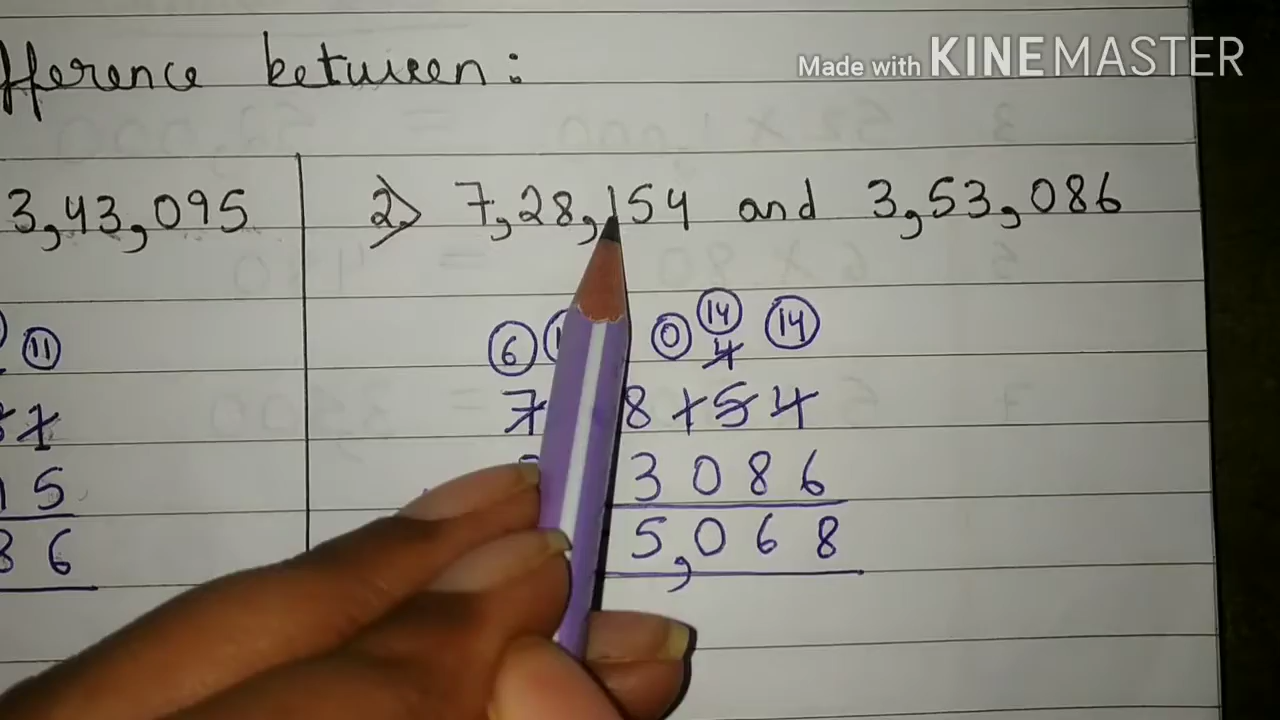 Made with KINEMASTER
fference between:
3,43,095
2) 7,28,154 and 3,53,086
11
6 0 14 14
4
7 8 1 5 4
5 3 0 8 6
6 5,0 6 8